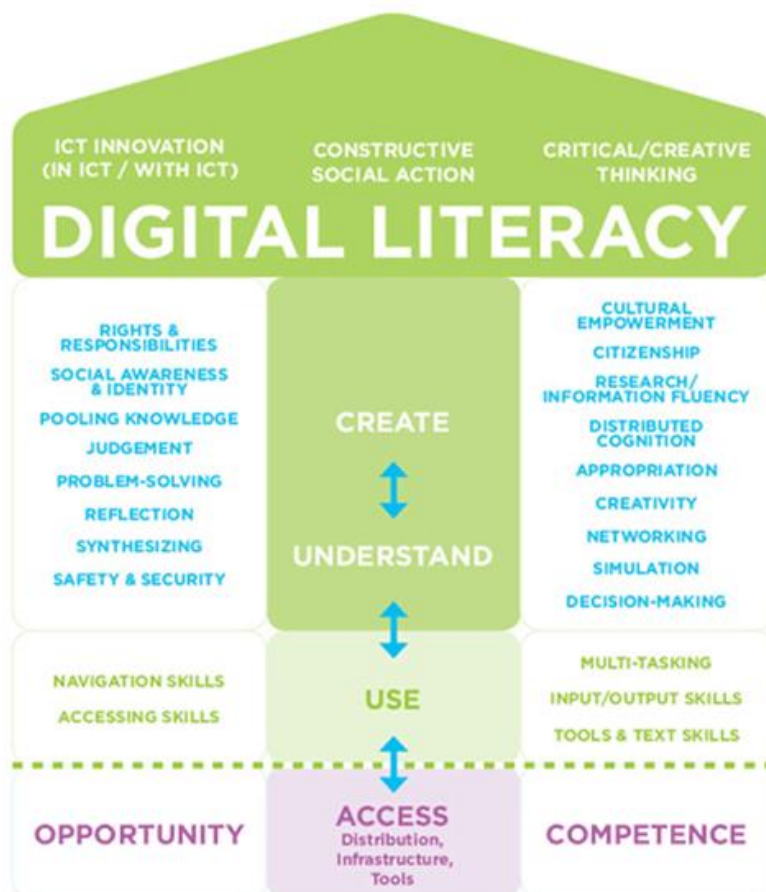 ICT INNOVATION
(IN ICT / WITH ICT)
CONSTRUCTIVE
SOCIAL ACTION
CRITICAL/CREATIVE
THINKING
DIGITAL LITERACY
RIGHTS &
RESPONSIBILITIES
SOCIAL AWARENESS
& IDENTITY
POOLING KNOWLEDGE
JUDGEMENT
PROBLEM-SOLVING
REFLECTION
SYNTHESIZING
SAFETY & SECURITY
CREATE
UNDERSTAND
CULTURAL
EMPOWERMENT
CITIZENSHIP
RESEARCH/
INFORMATION FLUENCY
DISTRIBUTED
COGNITION
APPROPRIATION
CREATIVITY
NETWORKING
SIMULATION
DECISION-MAKING
NAVIGATION SKILLS
ACCESSING SKILLS
USE
MULTI-TASKING
INPUT/OUTPUT SKILLS
TOOLS & TEXT SKILLS
OPPORTUNITY
ACCESS
Distribution,
Infrastructure,
Tools
COMPETENCE